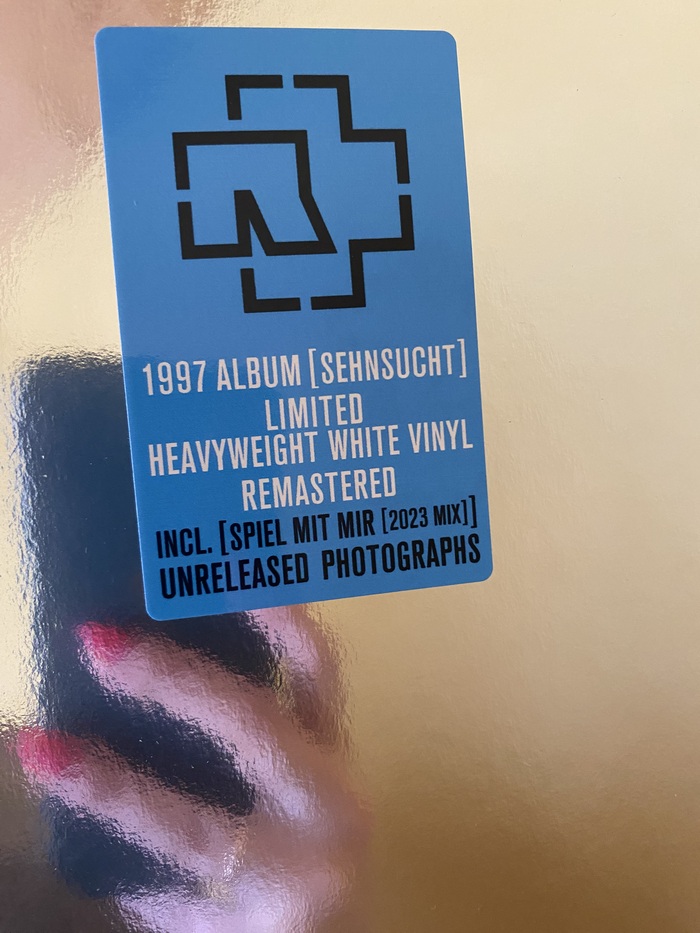 1997 ALBUM [SEHNSUCHT]
LIMITED
HEAVYWEIGHT WHITE VINYL
REMASTERED
INCL. [SPIEL MIT MIR [2023 MIX]]
UNRELEASED PHOTOGRAPHS